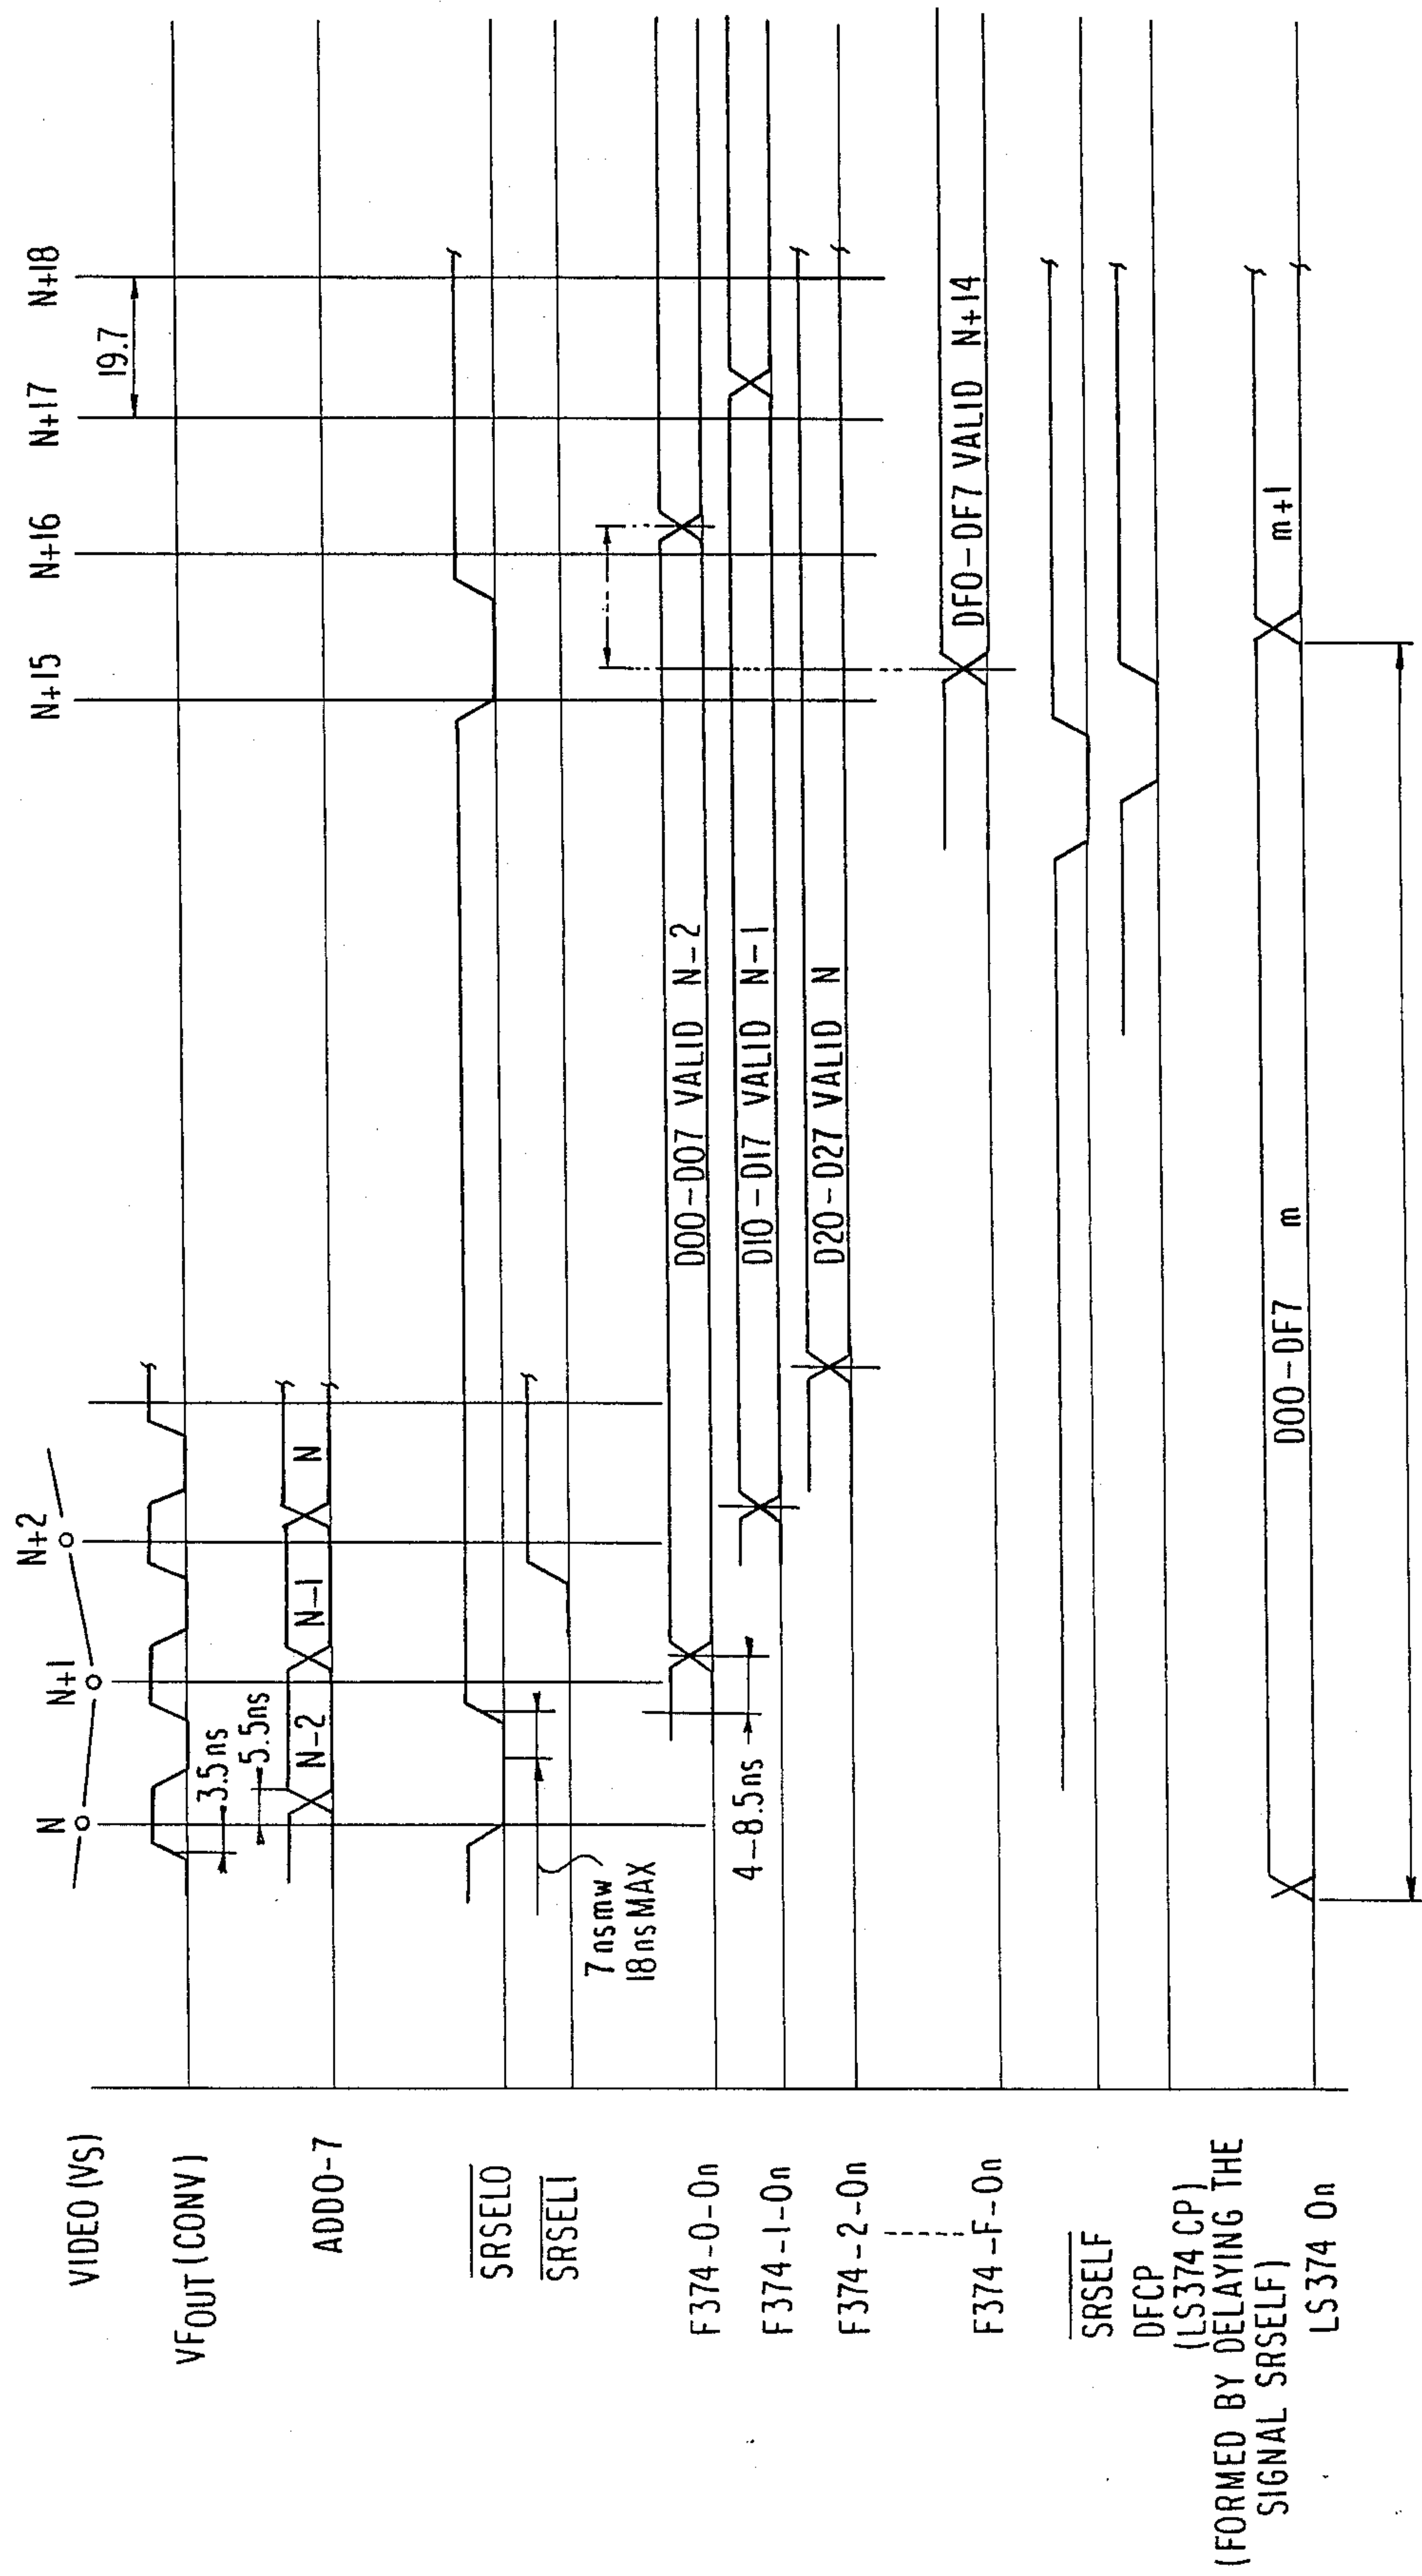 VIDEO (VS)
N
N+1
N+2
N+15
N+16
N+17
N+18
19.7
VFOUT (CONV)
3.5ns
5.5ns
ADD0-7
N-2
N-1
N
SRSEL0
SRSEL1
7nsmw
18nsMAX
F374-0-0n
D00-D07 VALID N-2
4-8.5ns
F374-1-0n
D10-D17 VALID N-1
F374-2-0n
D20-D27 VALID N
F374-F-0n
DF0-DF7 VALID N+14
SRSELF
DFCP
(LS374 CP)
(FORMED BY DELAYING THE
SIGNAL SRSELF)
LS374 0n
D00-DF7 m
m+1